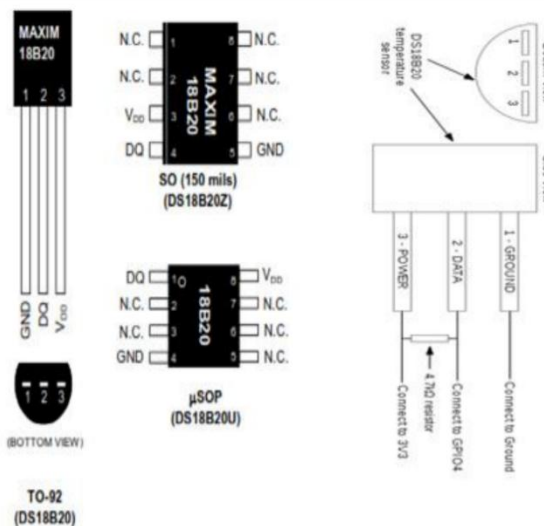 MAXIM
18B20
1 2 3
GND
DQ
VDD
1 2 3
(BOTTOM VIEW)
TO-92
(DS18B20)
N.C. 1 8 N.C.
N.C. 2 7 N.C.
VDD 3 6 N.C.
DQ 4 5 GND
MAXIM
18B20
SO (150 mils)
(DS18B20Z)
DQ 1 8 VDD
N.C. 2 7 N.C.
N.C. 3 6 N.C.
GND 4 5 N.C.
18B20
µSOP
(DS18B20U)
1
2
3
DS18B20
temperature
sensor
1 - GROUND
2 - DATA
3 - POWER
4.7kΩ resistor
Connect to Ground
Connect to GPIO4
Connect to 3V3